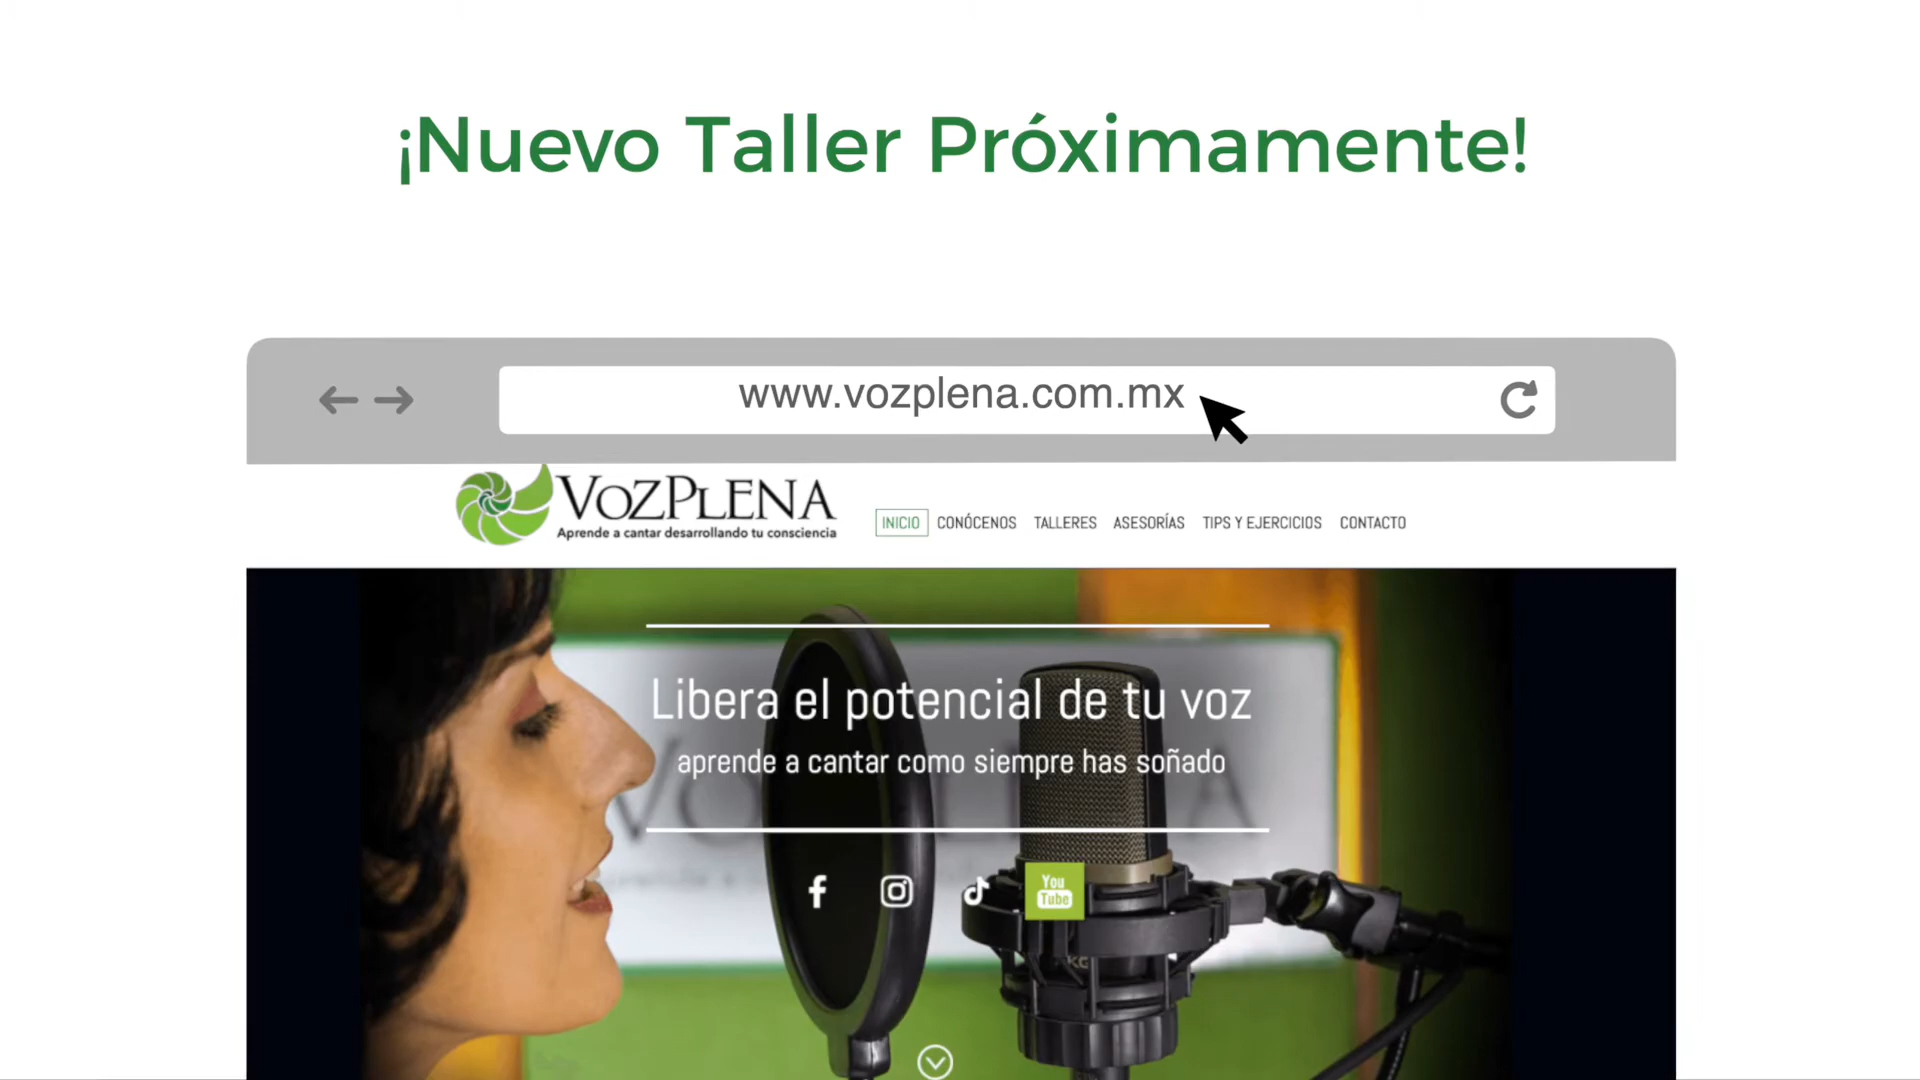 ¡Nuevo Taller Próximamente!
www.vozplena.com.mx
VOZPLENA
Aprende a cantar desarrollando tu consciencia
INICIO CONÓCENOS TALLERES ASESORÍAS TIPS Y EJERCICIOS CONTACTO
Libera el potencial de tu voz
aprende a cantar como siempre has soñado
You
Tube